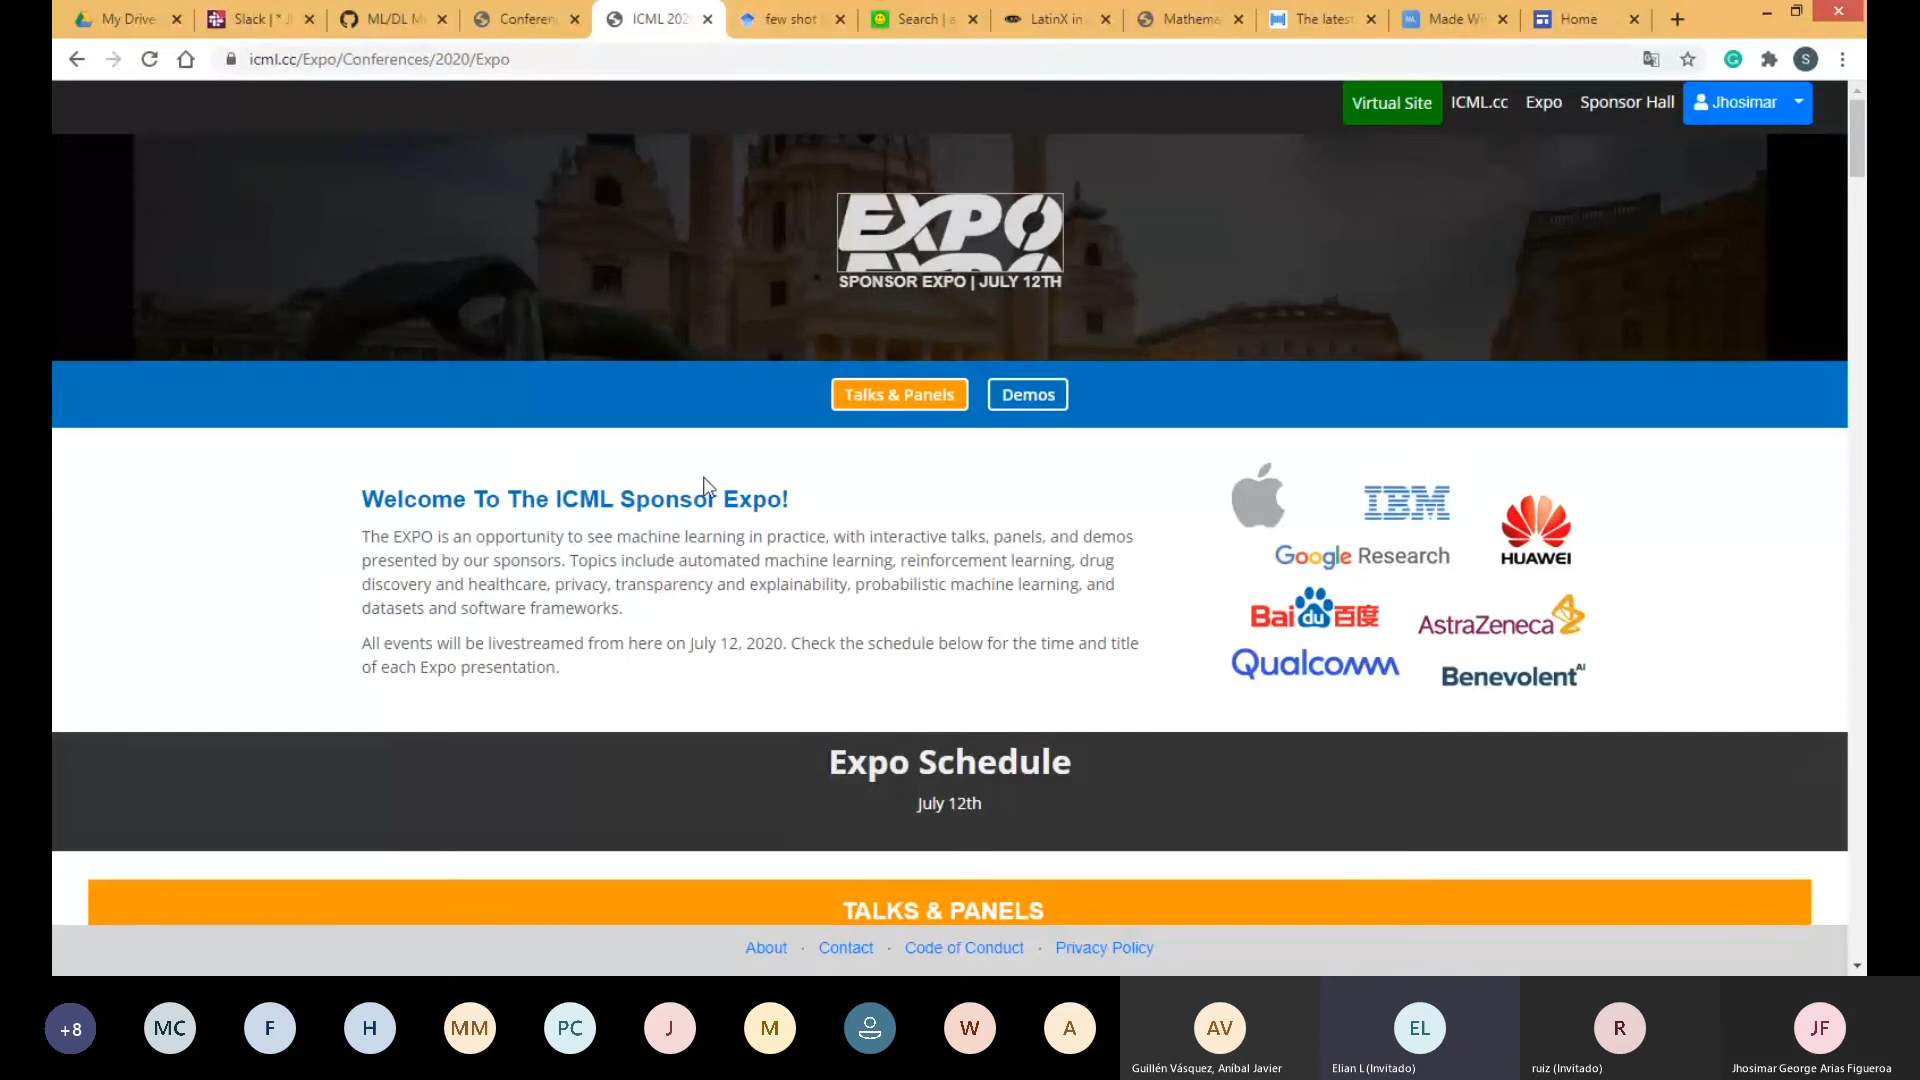 My Drive
Slack | * J
ML/DL M
Conferen
ICML 202
few shot
Search | a
LatinX in
Mathema
The latest
Made Wi
Home
icml.cc/Expo/Conferences/2020/Expo
S
Virtual Site
ICML.cc
Expo
Sponsor Hall
Jhosimar
EXPO
SPONSOR EXPO | JULY 12TH
Talks & Panels
Demos
Welcome To The ICML Sponsor Expo!
The EXPO is an opportunity to see machine learning in practice, with interactive talks, panels, and demos
presented by our sponsors. Topics include automated machine learning, reinforcement learning, drug
discovery and healthcare, privacy, transparency and explainability, probabilistic machine learning, and
datasets and software frameworks.
All events will be livestreamed from here on July 12, 2020. Check the schedule below for the time and title
of each Expo presentation.
IBM
HUAWEI
Google Research
Baidu百度
AstraZeneca
Qualcomm
Benevolent AI
Expo Schedule
July 12th
TALKS & PANELS
About · Contact · Code of Conduct · Privacy Policy
+8
MC
F
H
MM
PC
J
M
W
A
AV
EL
R
JF
Guillén Vásquez, Aníbal Javier
Elian L (Invitado)
ruiz (Invitado)
Jhosimar George Arias Figueroa